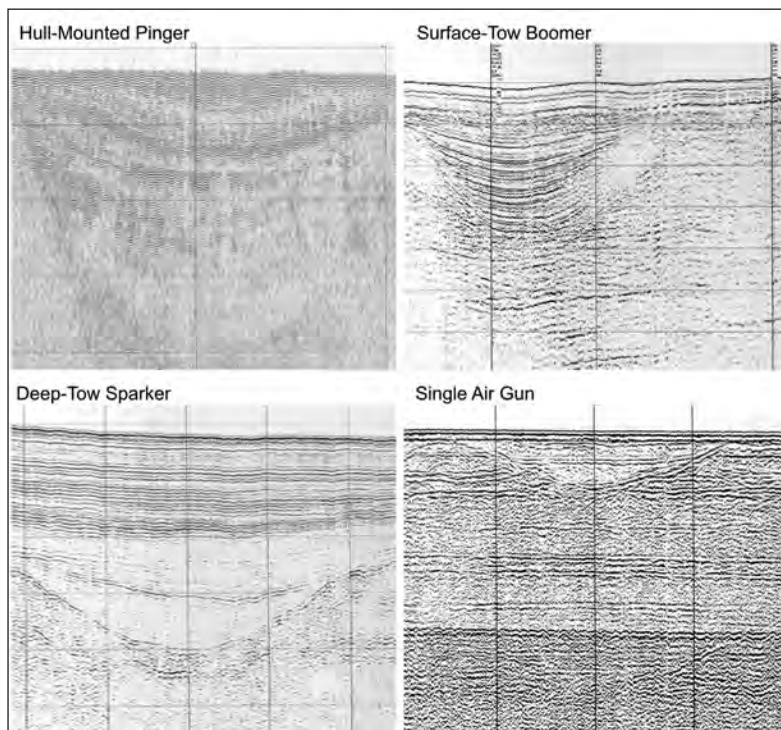 Hull-Mounted Pinger
Surface-Tow Boomer
Deep-Tow Sparker
Single Air Gun